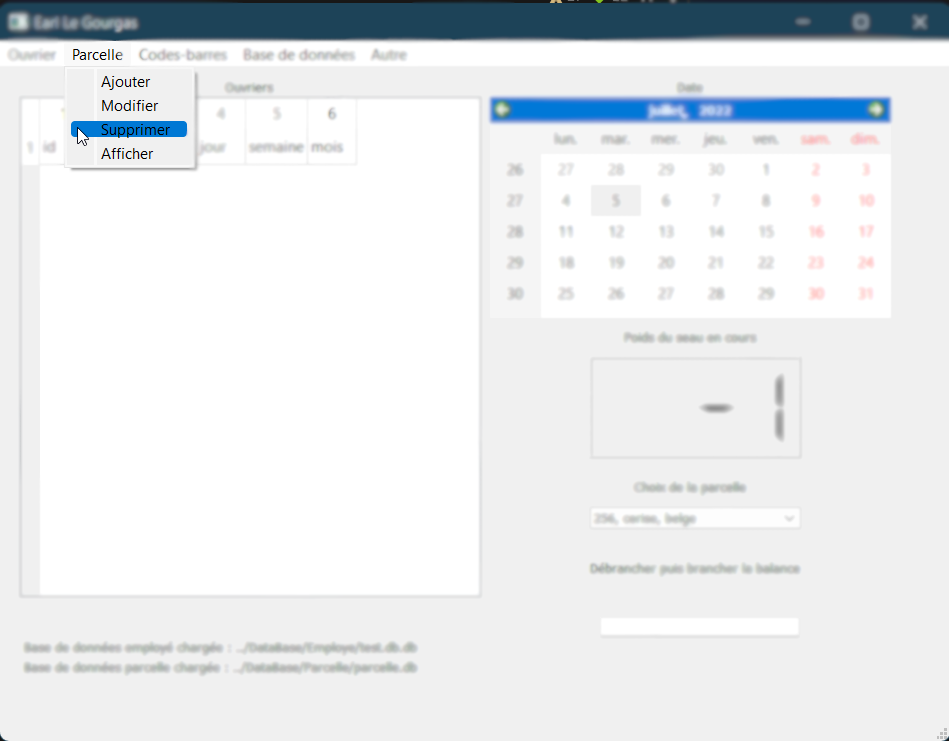 Earl Le Gourgas
Ouvrier Parcelle Codes-barres Base de données Autre
Ajouter
Modifier
Supprimer
Afficher
Ouvriers
4 5 6
1 id jour semaine mois
Date
juillet, 2022
lun. mar. mer. jeu. ven. sam. dim.
26 27 28 29 30 1 2 3
27 4 5 6 7 8 9 10
28 11 12 13 14 15 16 17
29 18 19 20 21 22 23 24
30 25 26 27 28 29 30 31
Poids du seau en cours
-1
Choix de la parcelle
256, cerise, belge
Débrancher puis brancher la balance
Base de données employé chargée : ../DataBase/Employe/test.db.db
Base de données parcelle chargée : ../DataBase/Parcelle/parcelle.db